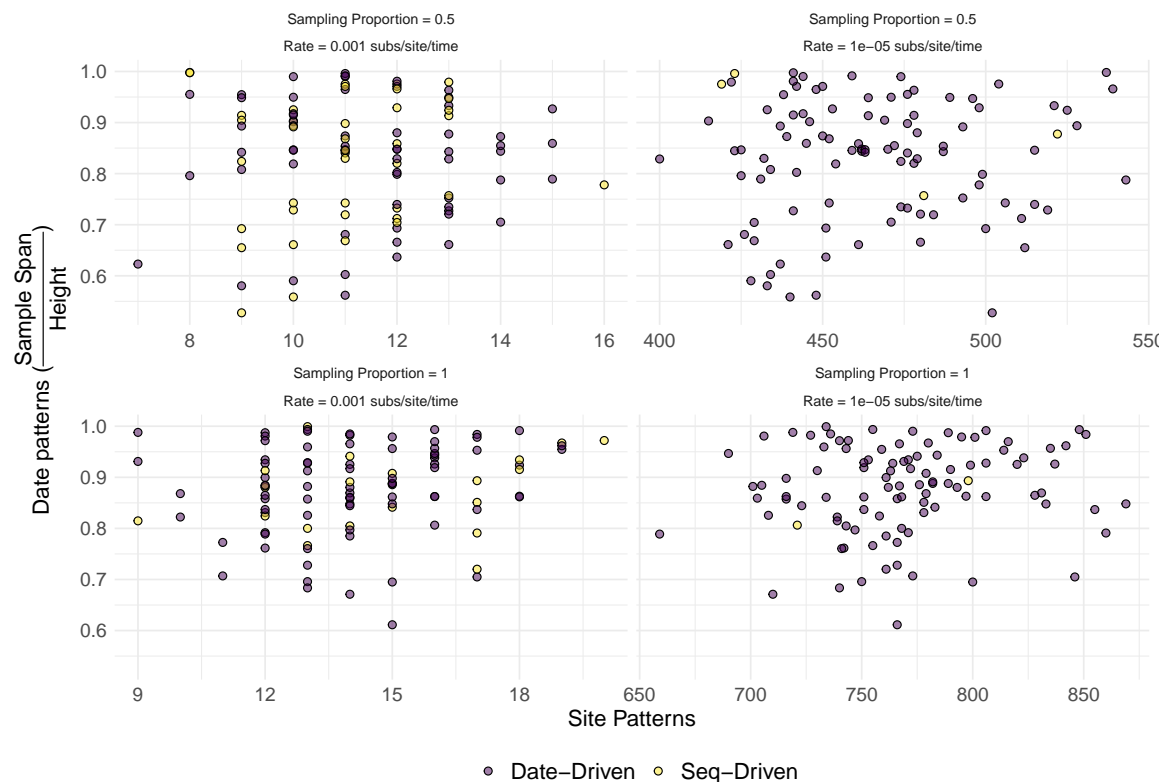 Sampling Proportion = 0.5
Sampling Proportion = 0.5
Rate = 0.001 subs/site/time
Rate = 1e−05 subs/site/time
1.0
0.9
0.8
0.7
0.6
8 10 12 14 16
400 450 500 550
Sampling Proportion = 1
Sampling Proportion = 1
Rate = 0.001 subs/site/time
Rate = 1e−05 subs/site/time
1.0
0.9
0.8
0.7
0.6
9 12 15 18
650 700 750 800 850
Date patterns (Sample Span / Height)
Site Patterns
Date−Driven Seq−Driven